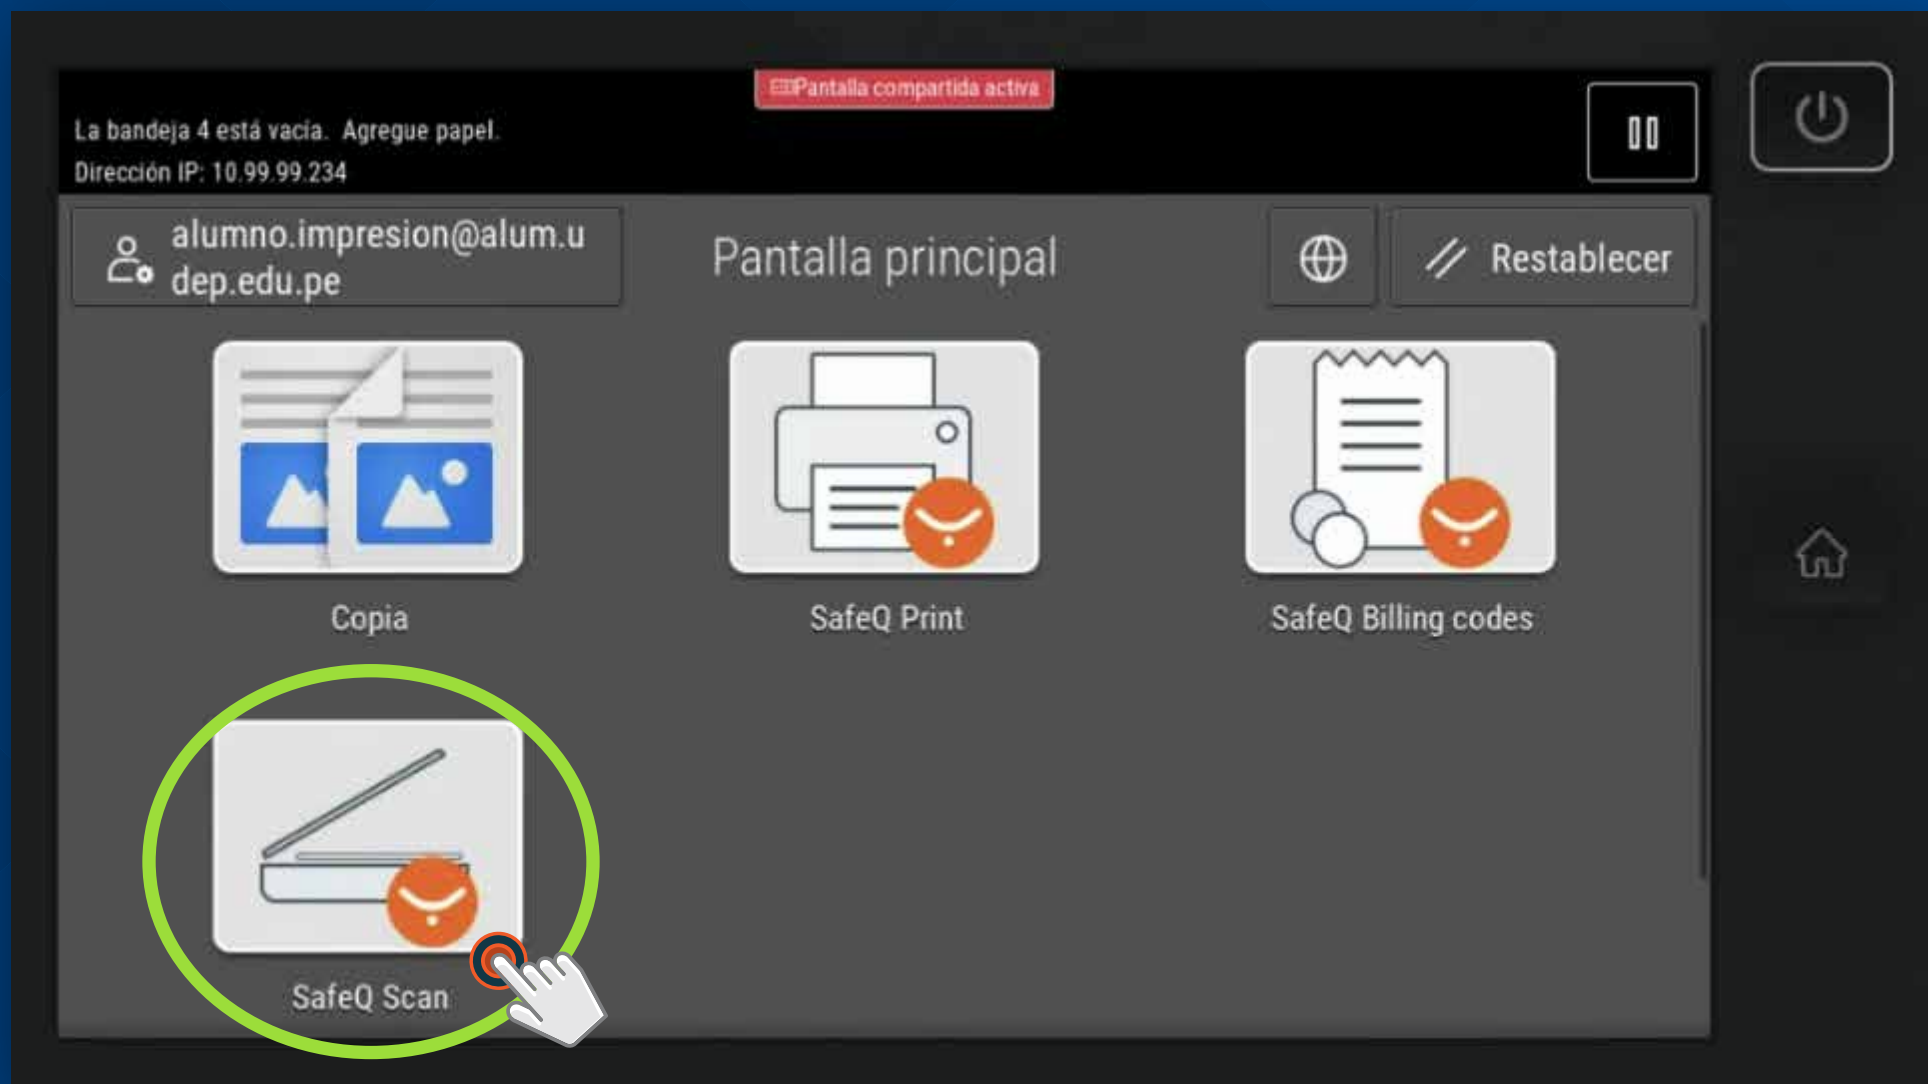 Pantalla compartida activa
La bandeja 4 está vacía. Agregue papel.
Dirección IP: 10.99.99.234
alumno.impresion@alum.u
dep.edu.pe
Pantalla principal
Restablecer
Copia
SafeQ Print
SafeQ Billing codes
SafeQ Scan